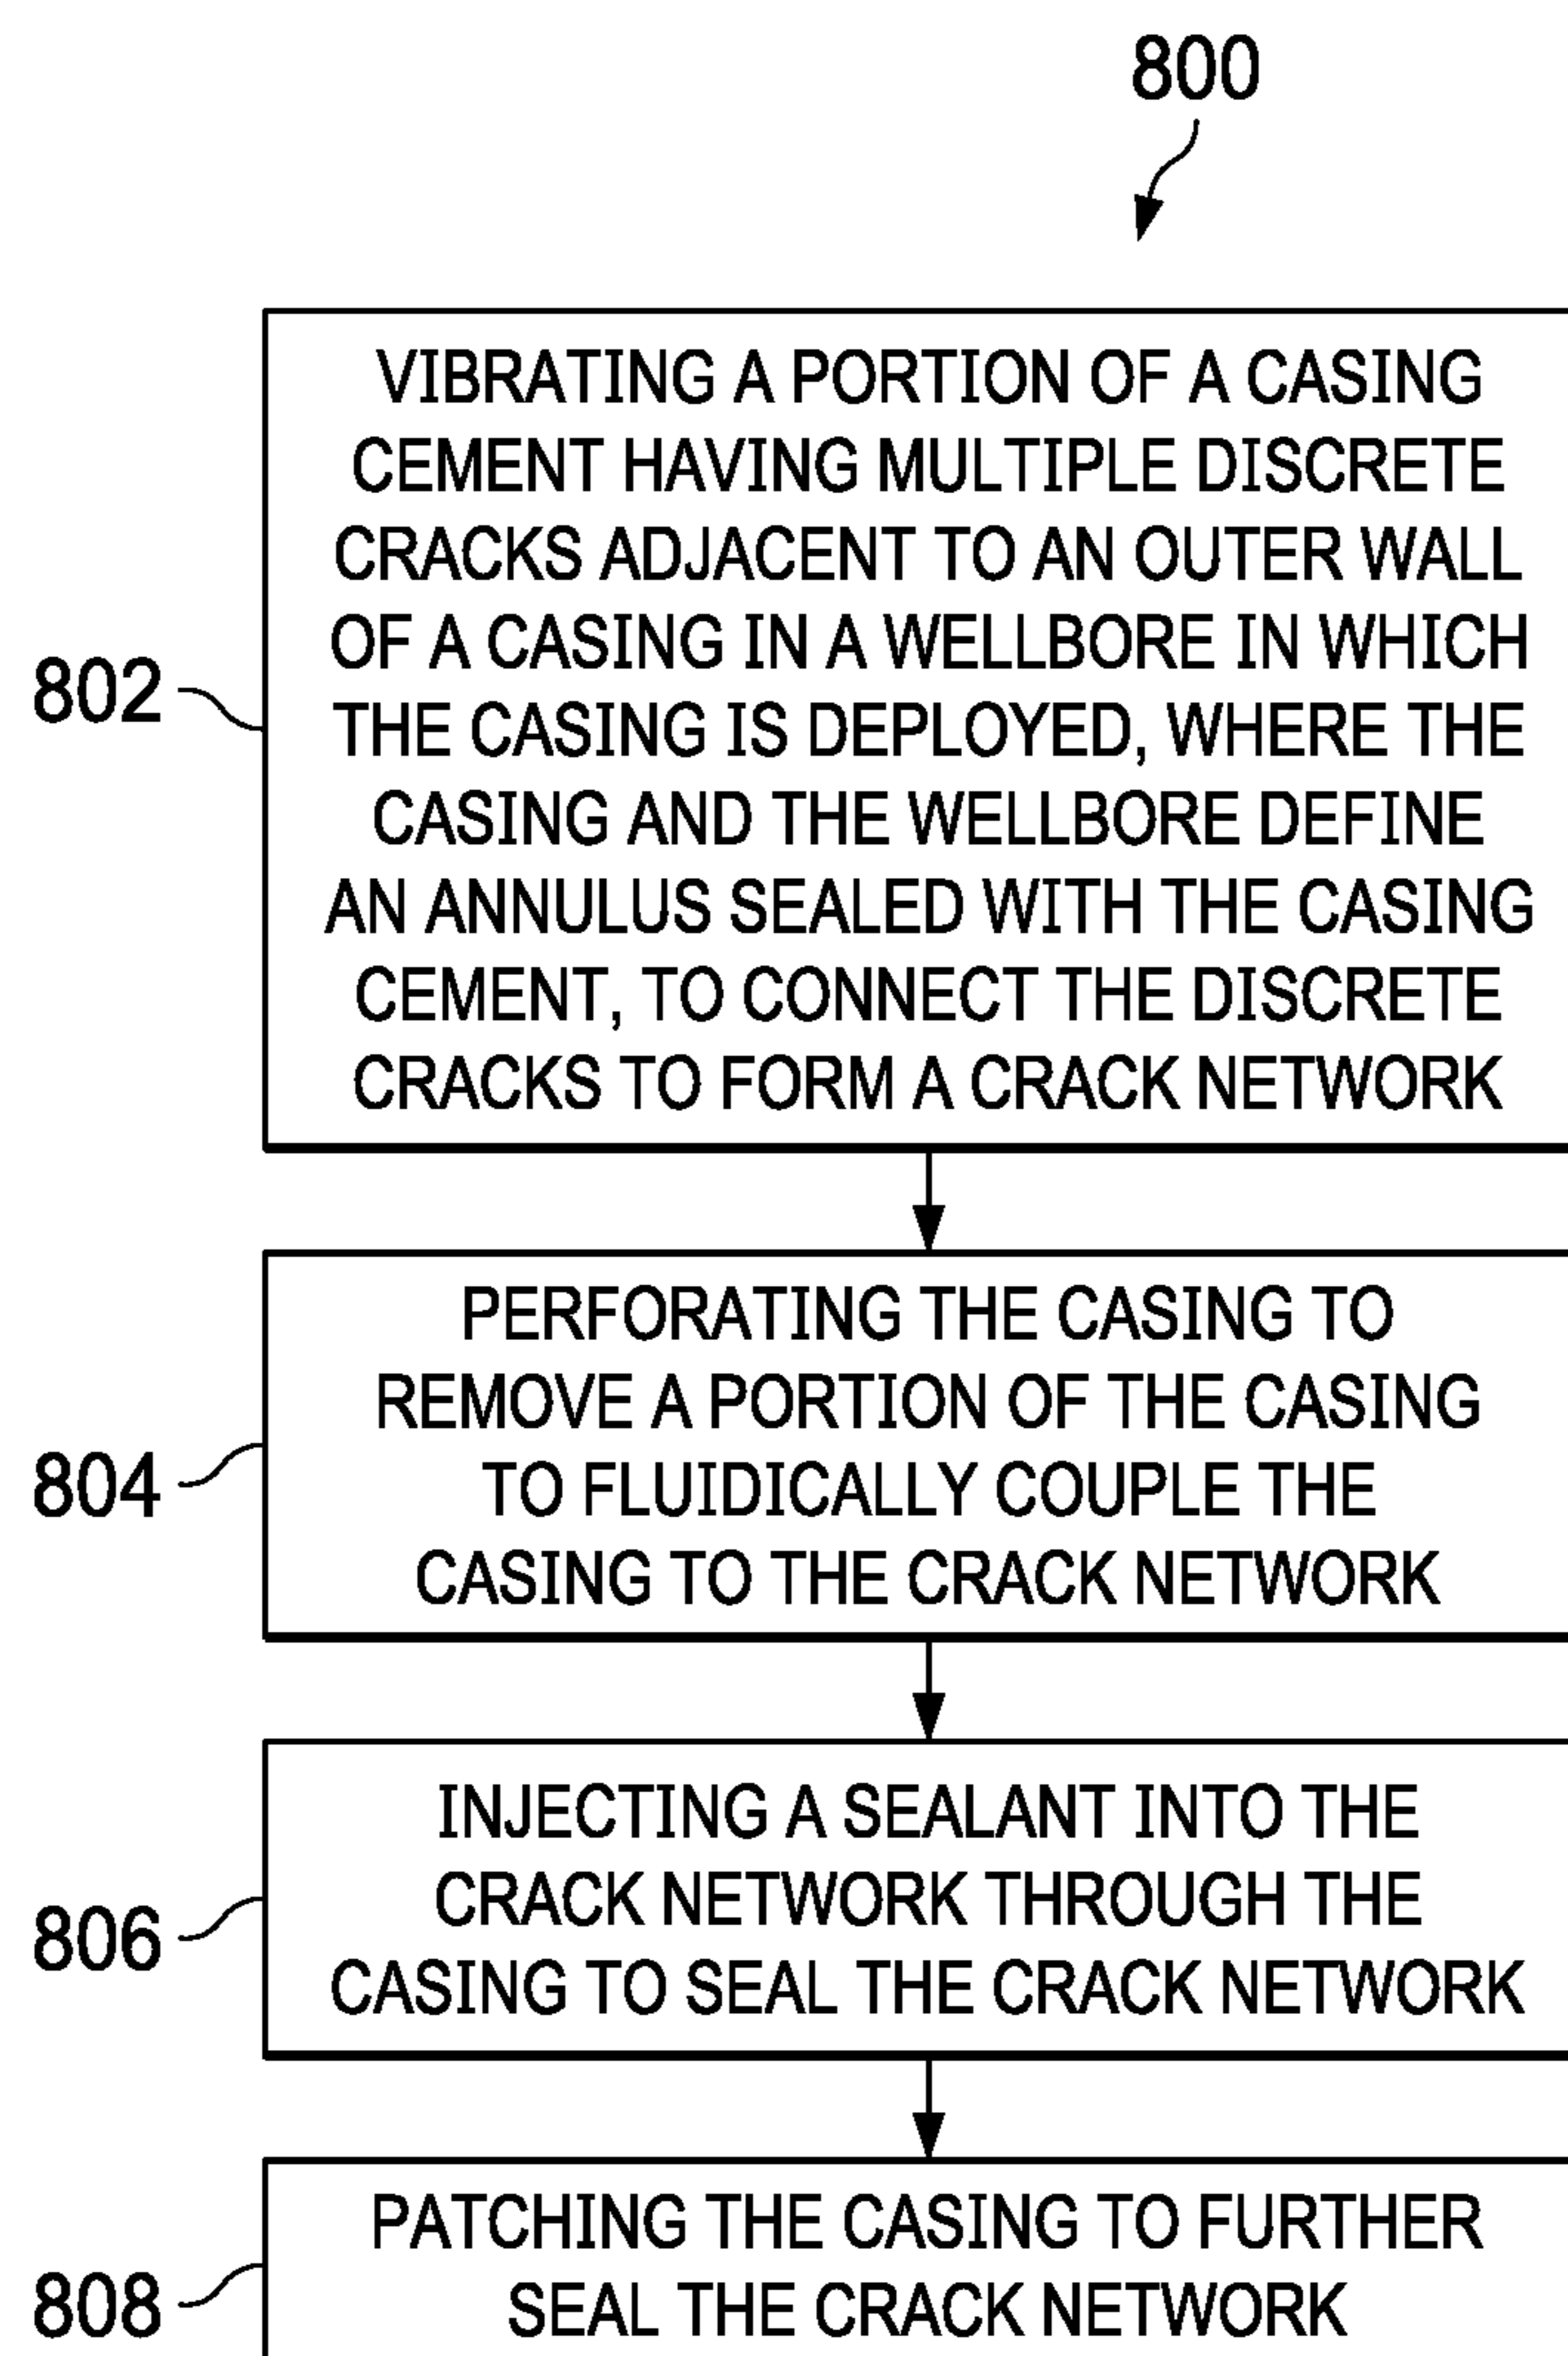 800
VIBRATING A PORTION OF A CASING
CEMENT HAVING MULTIPLE DISCRETE
CRACKS ADJACENT TO AN OUTER WALL
OF A CASING IN A WELLBORE IN WHICH
802
THE CASING IS DEPLOYED, WHERE THE
CASING AND THE WELLBORE DEFINE
AN ANNULUS SEALED WITH THE CASING
CEMENT, TO CONNECT THE DISCRETE
CRACKS TO FORM A CRACK NETWORK
PERFORATING THE CASING TO
REMOVE A PORTION OF THE CASING
804
TO FLUIDICALLY COUPLE THE
CASING TO THE CRACK NETWORK
INJECTING A SEALANT INTO THE
CRACK NETWORK THROUGH THE
806
CASING TO SEAL THE CRACK NETWORK
PATCHING THE CASING TO FURTHER
808
SEAL THE CRACK NETWORK